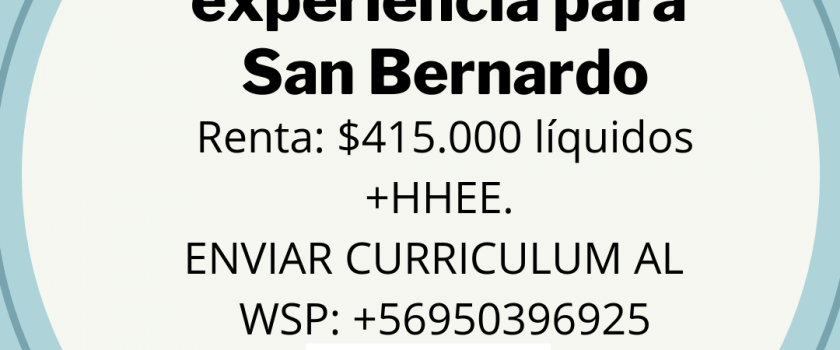 experiencia para
San Bernardo
Renta: $415.000 líquidos
+HHEE.
ENVIAR CURRICULUM AL
WSP: +56950396925